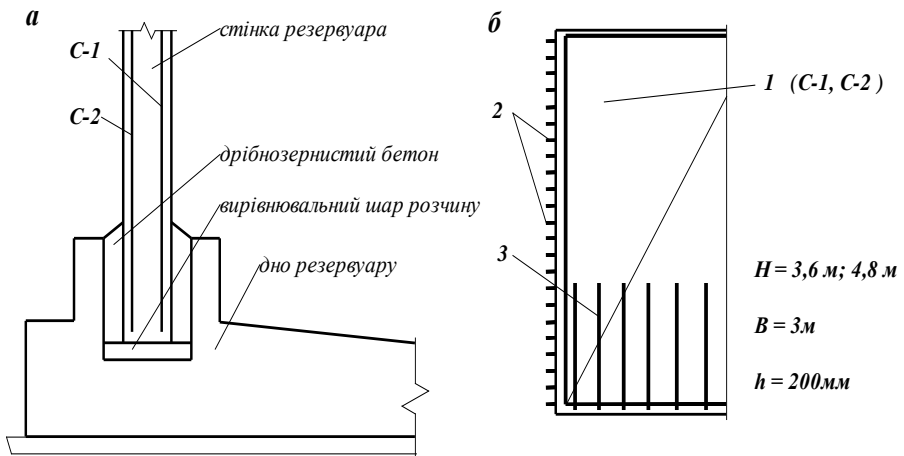 а
стінка резервуара
С-1
С-2
дрібнозернистий бетон
вирівнювальний шар розчину
дно резервуару
б
1 (С-1, С-2 )
2
3
H = 3,6 м; 4,8 м
B = 3м
h = 200мм